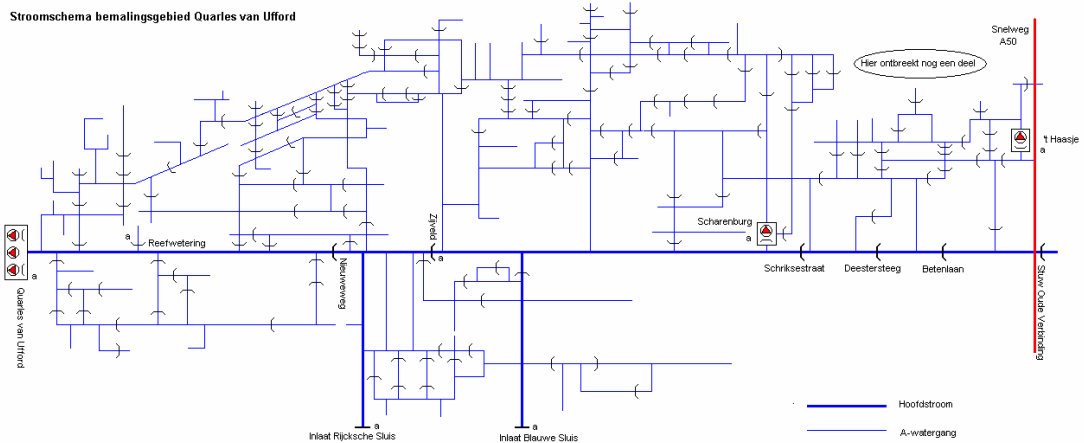 Stroomschema bemalingsgebied Quarles van Ufford
Snelweg
A50
Hier ontbreekt nog een deel
't Haasje
a
Scharenburg
a
Zijveld
a
Reefwetering
a
a
Quarles van Ufford
Nieuweweg
a
Schriksestraat
Deestersteeg
Betenlaan
Stuw Oude Verbinding
a
Inlaat Rijcksche Sluis
a
Inlaat Blauwe Sluis
Hoofdstroom
A-watergang